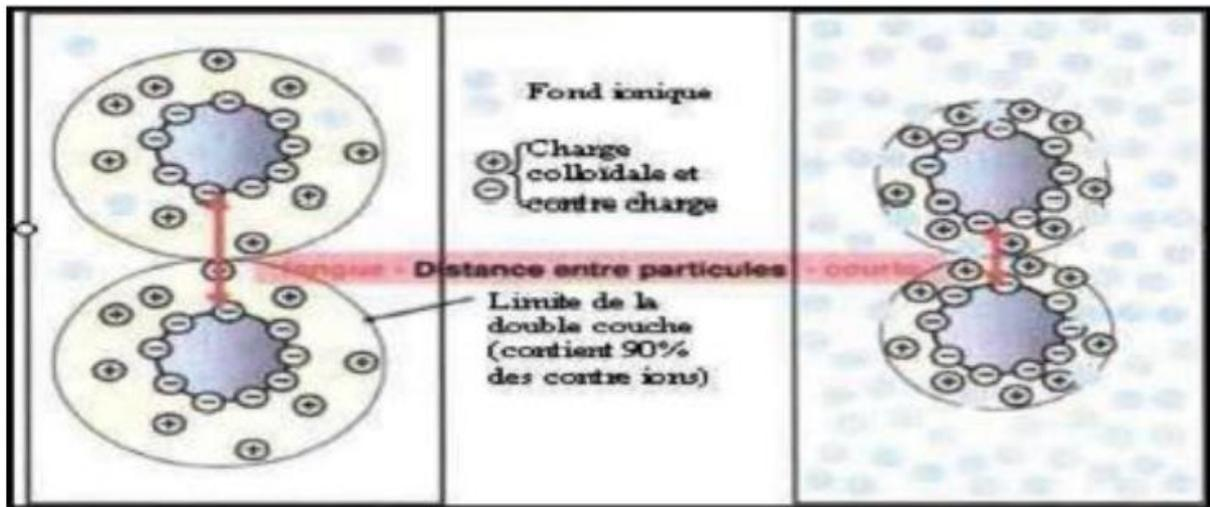 Fond ionique
Charge
colloïdale et
contre charge
longue - Distance entre particules - courte
Limite de la
double couche
(contient 90%
des contre ions)